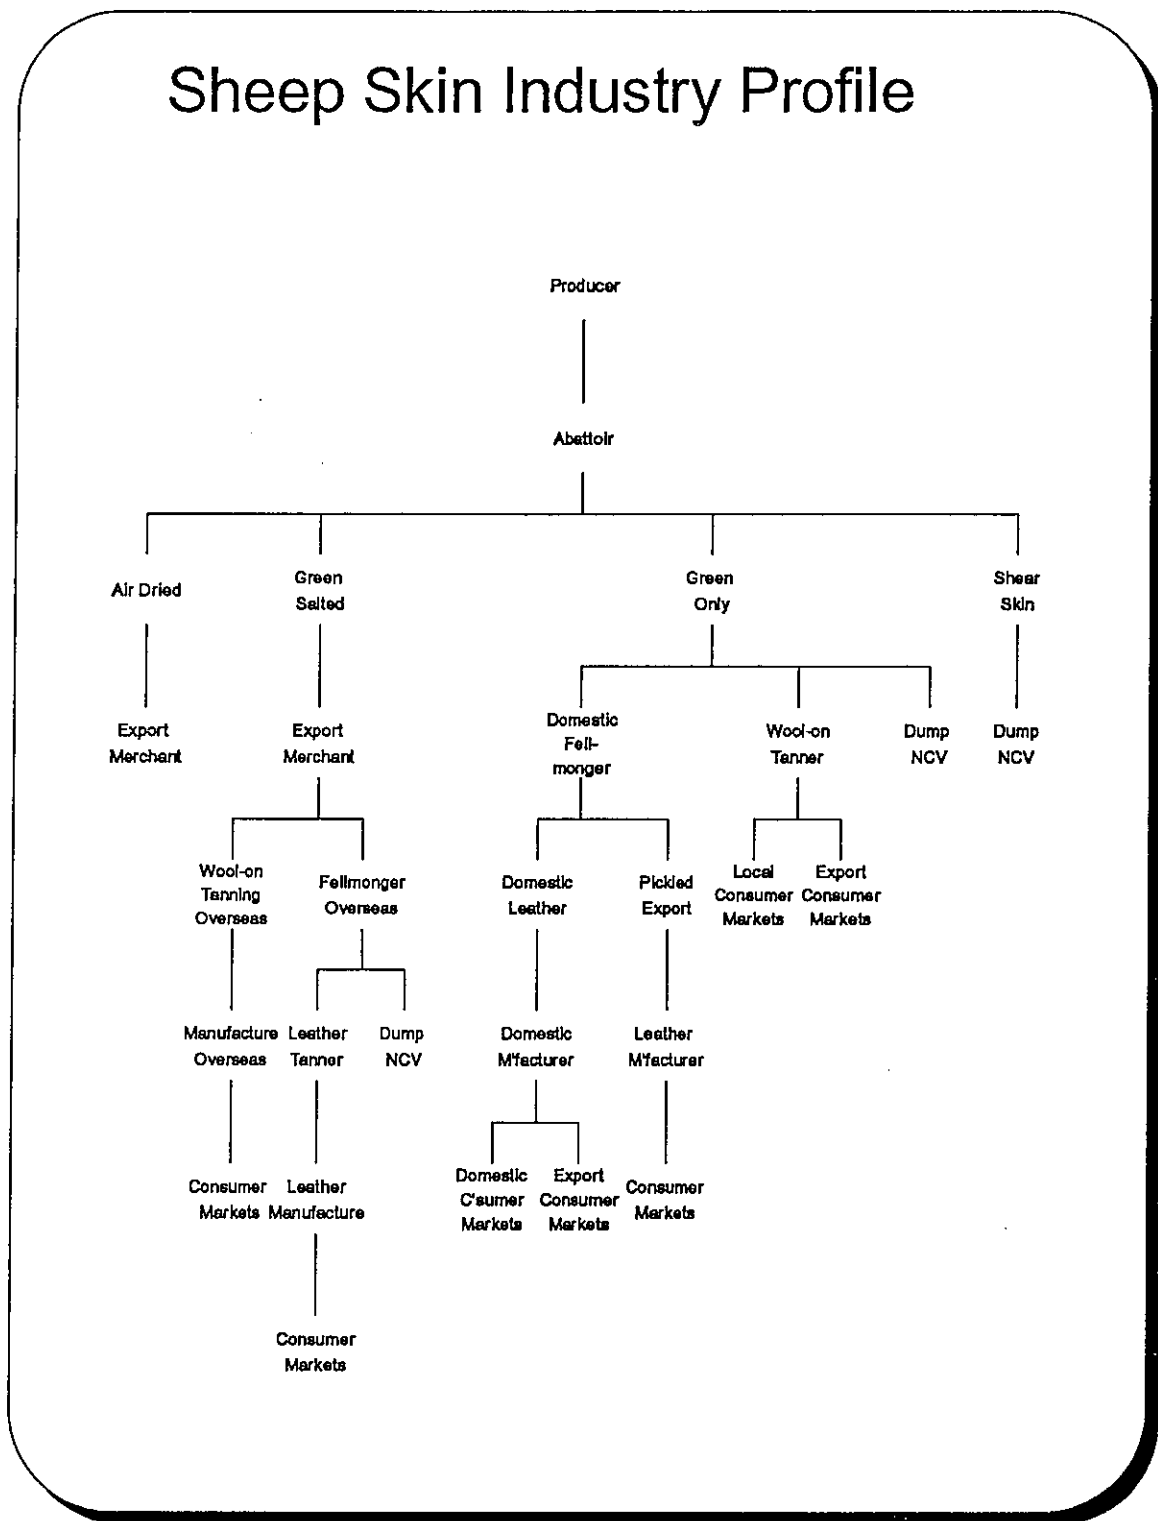 Sheep Skin Industry Profile
Producer
Abattoir
Air Dried
Green
Salted
Green
Only
Shear
Skin
Export
Merchant
Export
Merchant
Domestic
Fell-
monger
Wool-on
Tanner
Dump
NCV
Dump
NCV
Wool-on
Tanning
Overseas
Fellmonger
Overseas
Domestic
Leather
Pickled
Export
Local
Consumer
Markets
Export
Consumer
Markets
Manufacture
Overseas
Leather
Tanner
Dump
NCV
Domestic
M'facturer
Leather
M'facturer
Consumer
Markets
Leather
Manufacture
Domestic
C'sumer
Markets
Export
Consumer
Markets
Consumer
Markets
Consumer
Markets